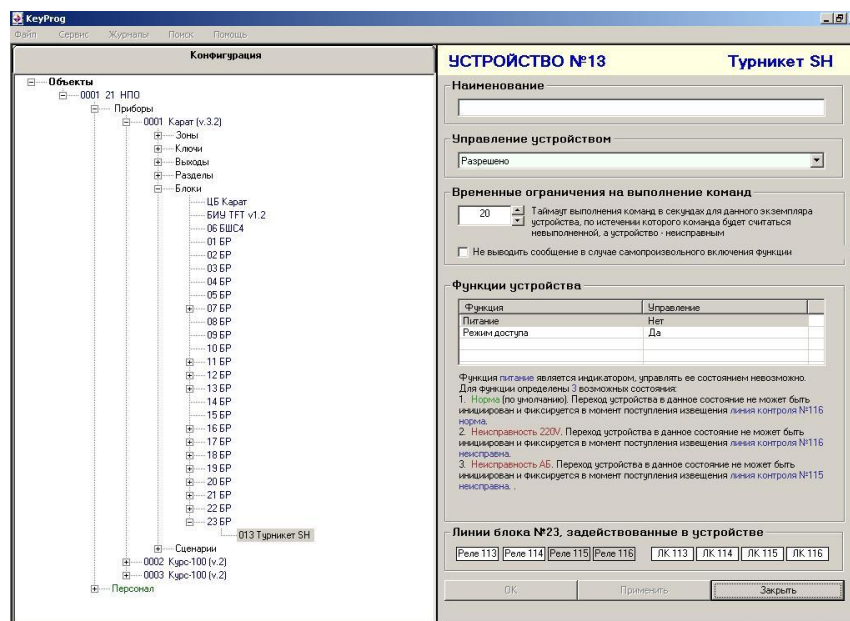 KeyProg
Файл Сервис Журналы Поиск Помощь
Конфигурация
Объекты
0001 21 НПО
Приборы
0001 Карат (v.3.2)
Зоны
Ключи
Выходы
Разделы
Блоки
ЦБ Карат
БИУ TFT v1.2
06 БШС4
01 БР
02 БР
03 БР
04 БР
05 БР
07 БР
08 БР
09 БР
10 БР
11 БР
12 БР
13 БР
14 БР
15 БР
16 БР
17 БР
18 БР
19 БР
20 БР
21 БР
22 БР
23 БР
013 Турникет SH
Сценарии
0002 Курс-100 (v.2)
0003 Курс-100 (v.2)
Персонал
УСТРОЙСТВО №13 Турникет SH
Наименование
Управление устройством
Разрешено
Временные ограничения на выполнение команд
20 Таймаут выполнения команд в секундах для данного экземпляра
устройства, по истечении которого команда будет считаться
невыполненной, а устройство - неисправным
Не выводить сообщение в случае самопроизвольного включения функции
Функции устройства
Функция Управление
Питание Нет
Режим доступа Да
Функция питание является индикатором, управлять ее состоянием невозможно.
Для функции определены 3 возможных состояния:
1. Норма (по умолчанию). Переход устройства в данное состояние не может быть
инициирован и фиксируется в момент поступления извещения линия контроля №116
норма.
2. Неисправность 220V. Переход устройства в данное состояние не может быть
инициирован и фиксируется в момент поступления извещения линия контроля №116
неисправна.
3. Неисправность АБ. Переход устройства в данное состояние не может быть
инициирован и фиксируется в момент поступления извещения линия контроля №115
неисправна. .
Линии блока №23, задействованные в устройстве
Реле 113 Реле 114 Реле 115 Реле 116 ЛК 113 ЛК 114 ЛК 115 ЛК 116
ОК Применить Закрыть